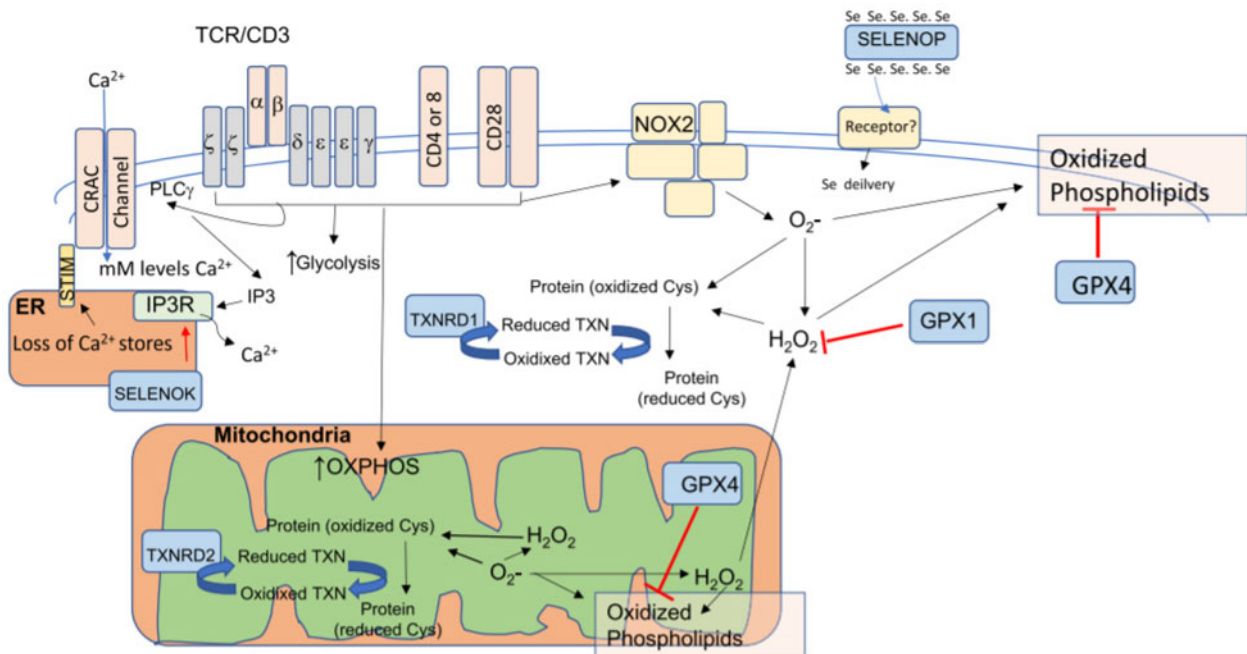 Se Se. Se. Se. Se
SELENOP
Se Se. Se. Se. Se
TCR/CD3
Ca²⁺
α
β
ζ
ζ
δ
ε
ε
γ
CD4 or 8
CD28
NOX2
Receptor?
Se deilvery
CRAC
Channel
PLCγ
Oxidized
Phospholipids
O₂-
mM levels Ca²⁺
↑Glycolysis
STIM
IP3R
IP3
ER
Loss of Ca²⁺ stores
Ca²⁺
SELENOK
Protein (oxidized Cys)
TXNRD1
Reduced TXN
Oxidixed TXN
Protein
(reduced Cys)
H₂O₂
GPX1
GPX4
Mitochondria
↑OXPHOS
GPX4
Protein (oxidized Cys)
H₂O₂
TXNRD2
Reduced TXN
Oxidixed TXN
O₂-
H₂O₂
Protein
(reduced Cys)
Oxidized
Phospholipids